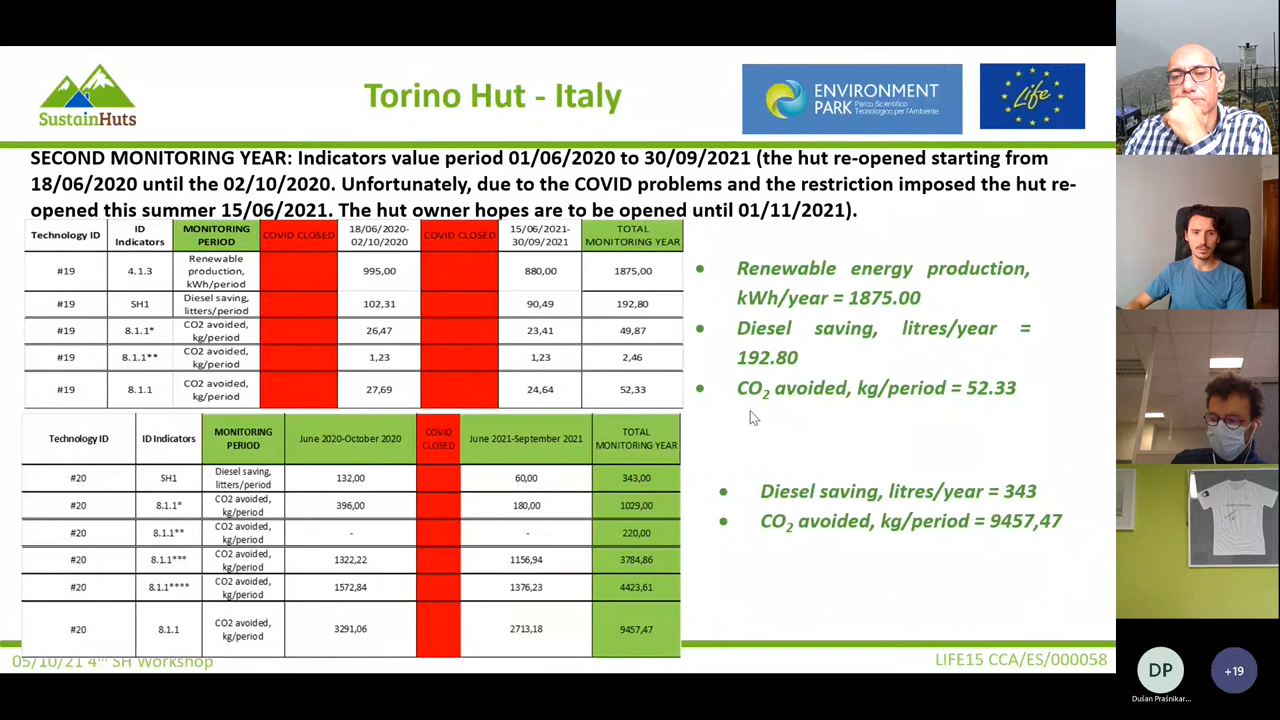 SustainHuts
Torino Hut - Italy
ENVIRONMENT
PARK Parco Scientifico
Tecnologico per l'Ambiente
Life
SECOND MONITORING YEAR: Indicators value period 01/06/2020 to 30/09/2021 (the hut re-opened starting from
18/06/2020 until the 02/10/2020. Unfortunately, due to the COVID problems and the restriction imposed the hut re-
opened this summer 15/06/2021. The hut owner hopes are to be opened until 01/11/2021).
Technology ID ID Indicators MONITORING PERIOD COVID CLOSED 18/06/2020-02/10/2020 COVID CLOSED 15/06/2021-30/09/2021 TOTAL MONITORING YEAR
#19 4.1.3 Renewable production, kWh/period 995,00 880,00 1875,00
#19 SH1 Diesel saving, litters/period 102,31 90,49 192,80
#19 8.1.1* CO2 avoided, kg/period 26,47 23,41 49,87
#19 8.1.1** CO2 avoided, kg/period 1,23 1,23 2,46
#19 8.1.1 CO2 avoided, kg/period 27,69 24,64 52,33
• Renewable energy production,
kWh/year = 1875.00
• Diesel saving, litres/year =
192.80
• CO2 avoided, kg/period = 52.33
Technology ID ID Indicators MONITORING PERIOD June 2020-October 2020 COVID CLOSED June 2021-September 2021 TOTAL MONITORING YEAR
#20 SH1 Diesel saving, litters/period 132,00 60,00 343,00
#20 8.1.1* CO2 avoided, kg/period 396,00 180,00 1029,00
#20 8.1.1** CO2 avoided, kg/period - - 220,00
#20 8.1.1*** CO2 avoided, kg/period 1322,22 1156,94 3784,86
#20 8.1.1**** CO2 avoided, kg/period 1572,84 1376,23 4423,61
#20 8.1.1 CO2 avoided, kg/period 3291,06 2713,18 9457,47
• Diesel saving, litres/year = 343
• CO2 avoided, kg/period = 9457,47
05/10/21 4th SH Workshop
LIFE15 CCA/ES/000058
DP
Dušan Prašnikar...
+19